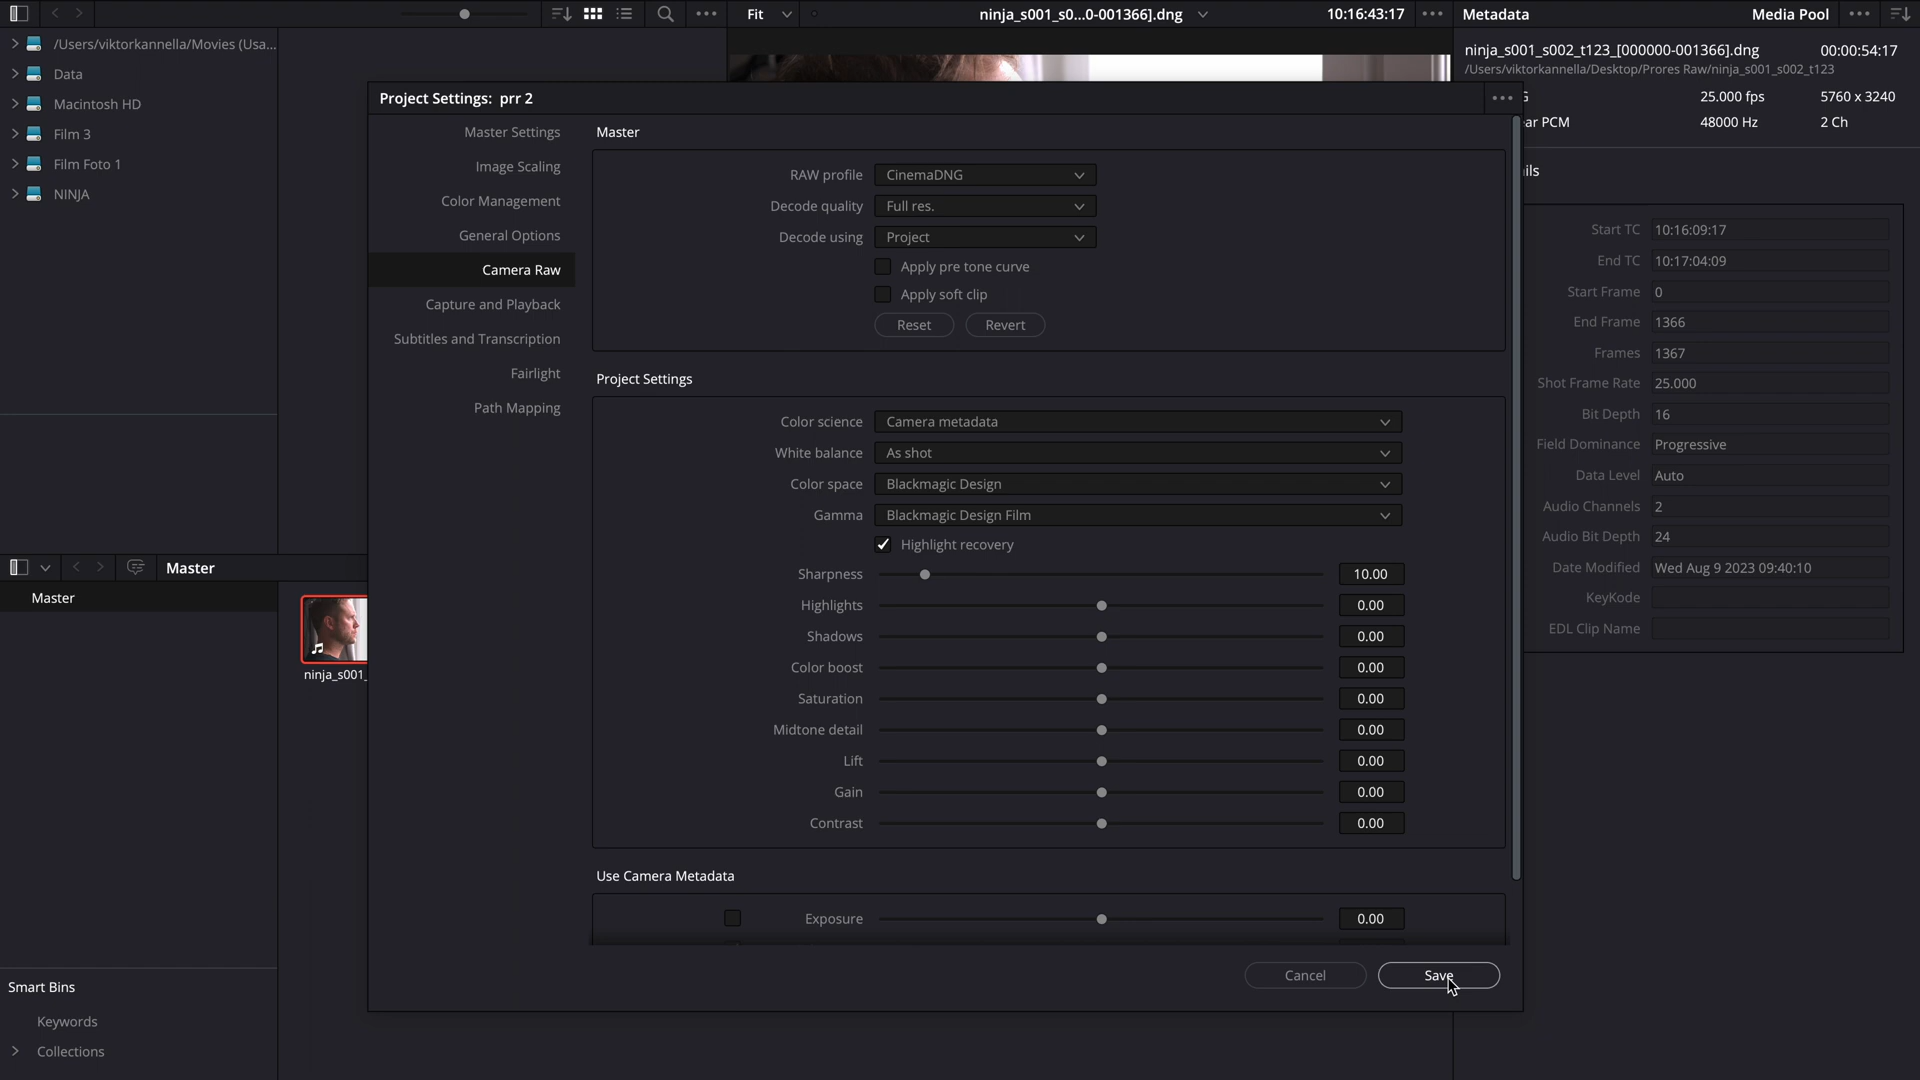 Fit
ninja_s001_s0...0-001366].dng
10:16:43:17
Metadata
Media Pool
/Users/viktorkannella/Movies (Usa...
Data
Macintosh HD
Film 3
Film Foto 1
NINJA
ninja_s001_s002_t123_[000000-001366].dng
00:00:54:17
/Users/viktorkannella/Desktop/Prores Raw/ninja_s001_s002_t123
G
25.000 fps
5760 x 3240
ar PCM
48000 Hz
2 Ch
ils
Project Settings: prr 2
Master Settings
Image Scaling
Color Management
General Options
Camera Raw
Capture and Playback
Subtitles and Transcription
Fairlight
Path Mapping
Master
RAW profile
CinemaDNG
Decode quality
Full res.
Decode using
Project
Apply pre tone curve
Apply soft clip
Reset
Revert
Project Settings
Color science
Camera metadata
White balance
As shot
Color space
Blackmagic Design
Gamma
Blackmagic Design Film
Highlight recovery
Sharpness
10.00
Highlights
0.00
Shadows
0.00
Color boost
0.00
Saturation
0.00
Midtone detail
0.00
Lift
0.00
Gain
0.00
Contrast
0.00
Use Camera Metadata
Exposure
0.00
Cancel
Save
Start TC
10:16:09:17
End TC
10:17:04:09
Start Frame
0
End Frame
1366
Frames
1367
Shot Frame Rate
25.000
Bit Depth
16
Field Dominance
Progressive
Data Level
Auto
Audio Channels
2
Audio Bit Depth
24
Date Modified
Wed Aug 9 2023 09:40:10
KeyKode
EDL Clip Name
Master
Master
ninja_s001_
Smart Bins
Keywords
Collections